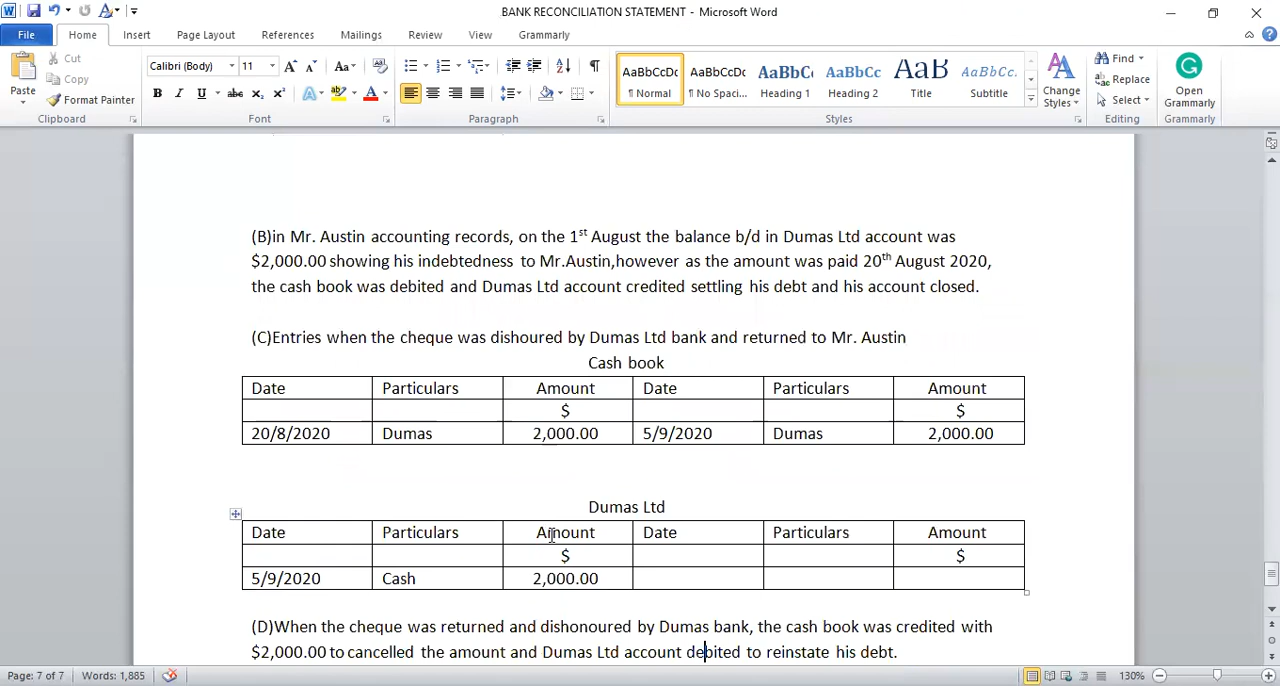 BANK RECONCILIATION STATEMENT - Microsoft Word
File Home Insert Page Layout References Mailings Review View Grammarly
Paste Cut Copy Format Painter
Calibri (Body) 11
AaBbCcDc AaBbCcDc AaBbC AaBbCc AaB AaBbCc.
¶ Normal ¶ No Spaci... Heading 1 Heading 2 Title Subtitle
Change Styles
Find Replace Select
Open Grammarly
Clipboard Font Paragraph Styles Editing Grammarly
(B)in Mr. Austin accounting records, on the 1st August the balance b/d in Dumas Ltd account was
$2,000.00 showing his indebtedness to Mr.Austin,however as the amount was paid 20th August 2020,
the cash book was debited and Dumas Ltd account credited settling his debt and his account closed.
(C)Entries when the cheque was dishoured by Dumas Ltd bank and returned to Mr. Austin
Cash book
Date Particulars Amount Date Particulars Amount
$ $
20/8/2020 Dumas 2,000.00 5/9/2020 Dumas 2,000.00
Dumas Ltd
Date Particulars Amount Date Particulars Amount
$ $
5/9/2020 Cash 2,000.00
(D)When the cheque was returned and dishonoured by Dumas bank, the cash book was credited with
$2,000.00 to cancelled the amount and Dumas Ltd account debited to reinstate his debt.
Page: 7 of 7 Words: 1,885 130%